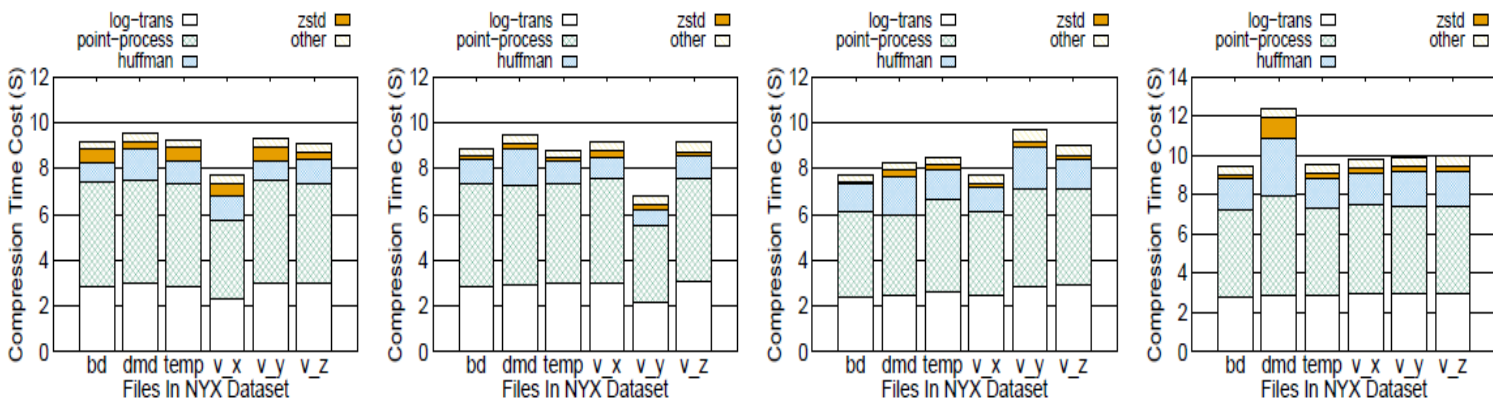 log-trans
point-process
huffman
zstd
other
Compression Time Cost (S)
12
10
8
6
4
2
0
bd dmd temp v_x v_y v_z
Files In NYX Dataset
log-trans
point-process
huffman
zstd
other
Compression Time Cost (S)
12
10
8
6
4
2
0
bd dmd temp v_x v_y v_z
Files In NYX Dataset
log-trans
point-process
huffman
zstd
other
Compression Time Cost (S)
12
10
8
6
4
2
0
bd dmd temp v_x v_y v_z
Files In NYX Dataset
log-trans
point-process
huffman
zstd
other
Compression Time Cost (S)
14
12
10
8
6
4
2
0
bd dmd temp v_x v_y v_z
Files In NYX Dataset